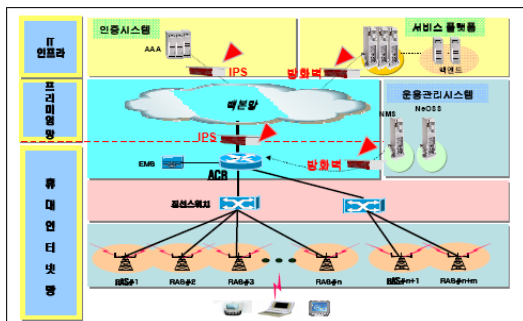 IT
인프라
프리미엄
망
휴
대
인
터
넷
망
인증시스템
AAA
IPS
서비스 플랫폼
백엔드
방화벽
백본망
운용관리시스템
NMS
NeOSS
IPS
EMS
ACR
방화벽
집선스위치
RAS#1
RAS#2
RAS#3
RAS#n
RAS#n+1
RAS#n+m